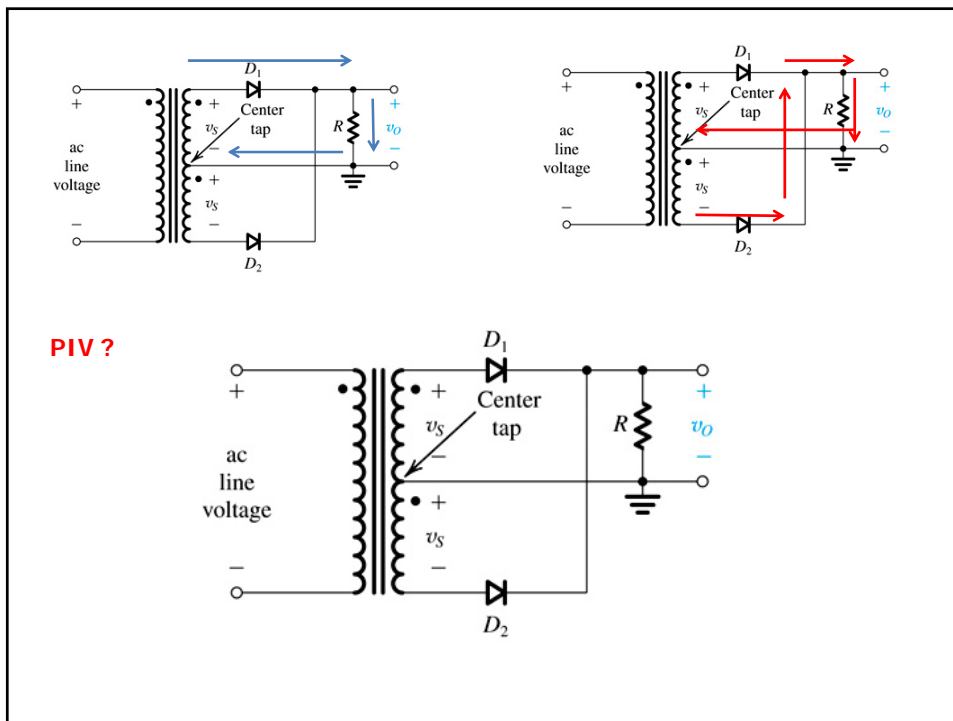 D1
+
+
Center
tap
+
vS
R
vO
−
−
ac
line
voltage
+
vS
−
−
D2
D1
+
+
Center
tap
+
vS
R
vO
−
−
ac
line
voltage
+
vS
−
−
D2
PIV ?
D1
+
+
Center
tap
+
vS
R
vO
−
−
ac
line
voltage
+
vS
−
−
D2